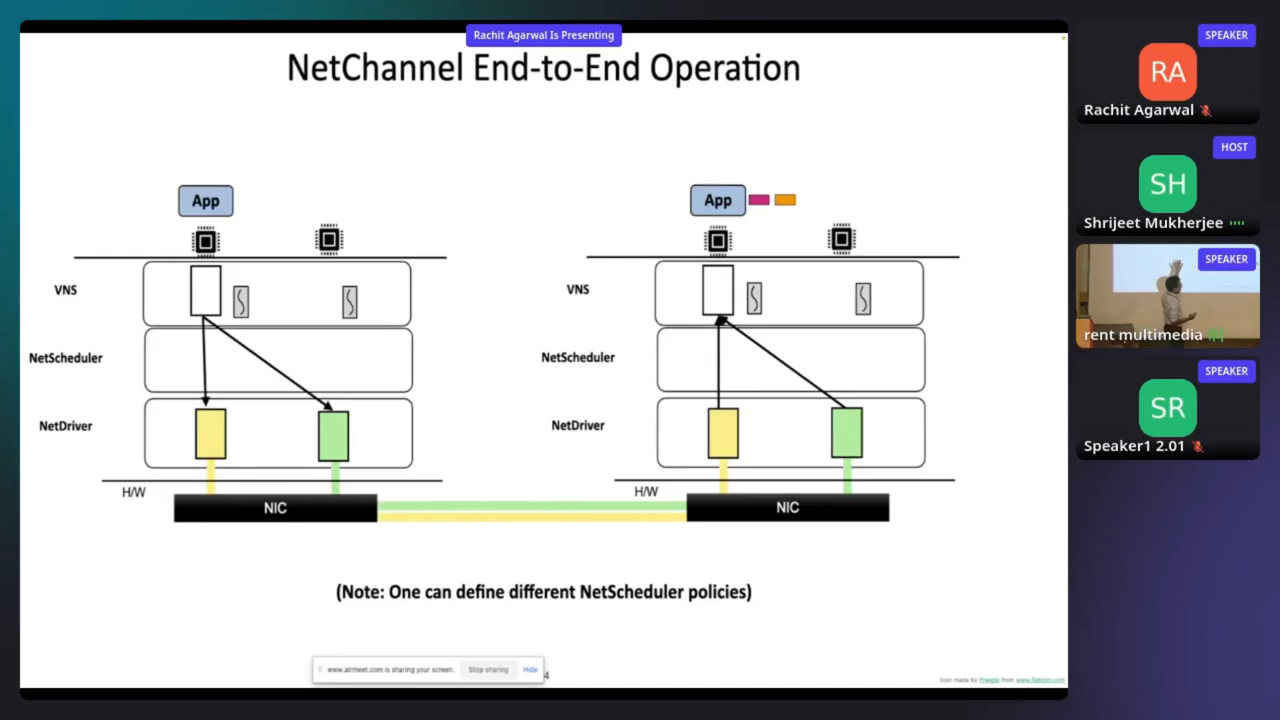 Rachit Agarwal Is Presenting
NetChannel End-to-End Operation
App
App
VNS
VNS
NetScheduler
NetScheduler
NetDriver
NetDriver
H/W
H/W
NIC
NIC
(Note: One can define different NetScheduler policies)
www.airmeet.com is sharing your screen.
Stop sharing
Hide
4
Icon made by Freepik from www.flaticon.com
SPEAKER
RA
Rachit Agarwal
HOST
SH
Shrijeet Mukherjee
SPEAKER
rent multimedia
SPEAKER
SR
Speaker1 2.01